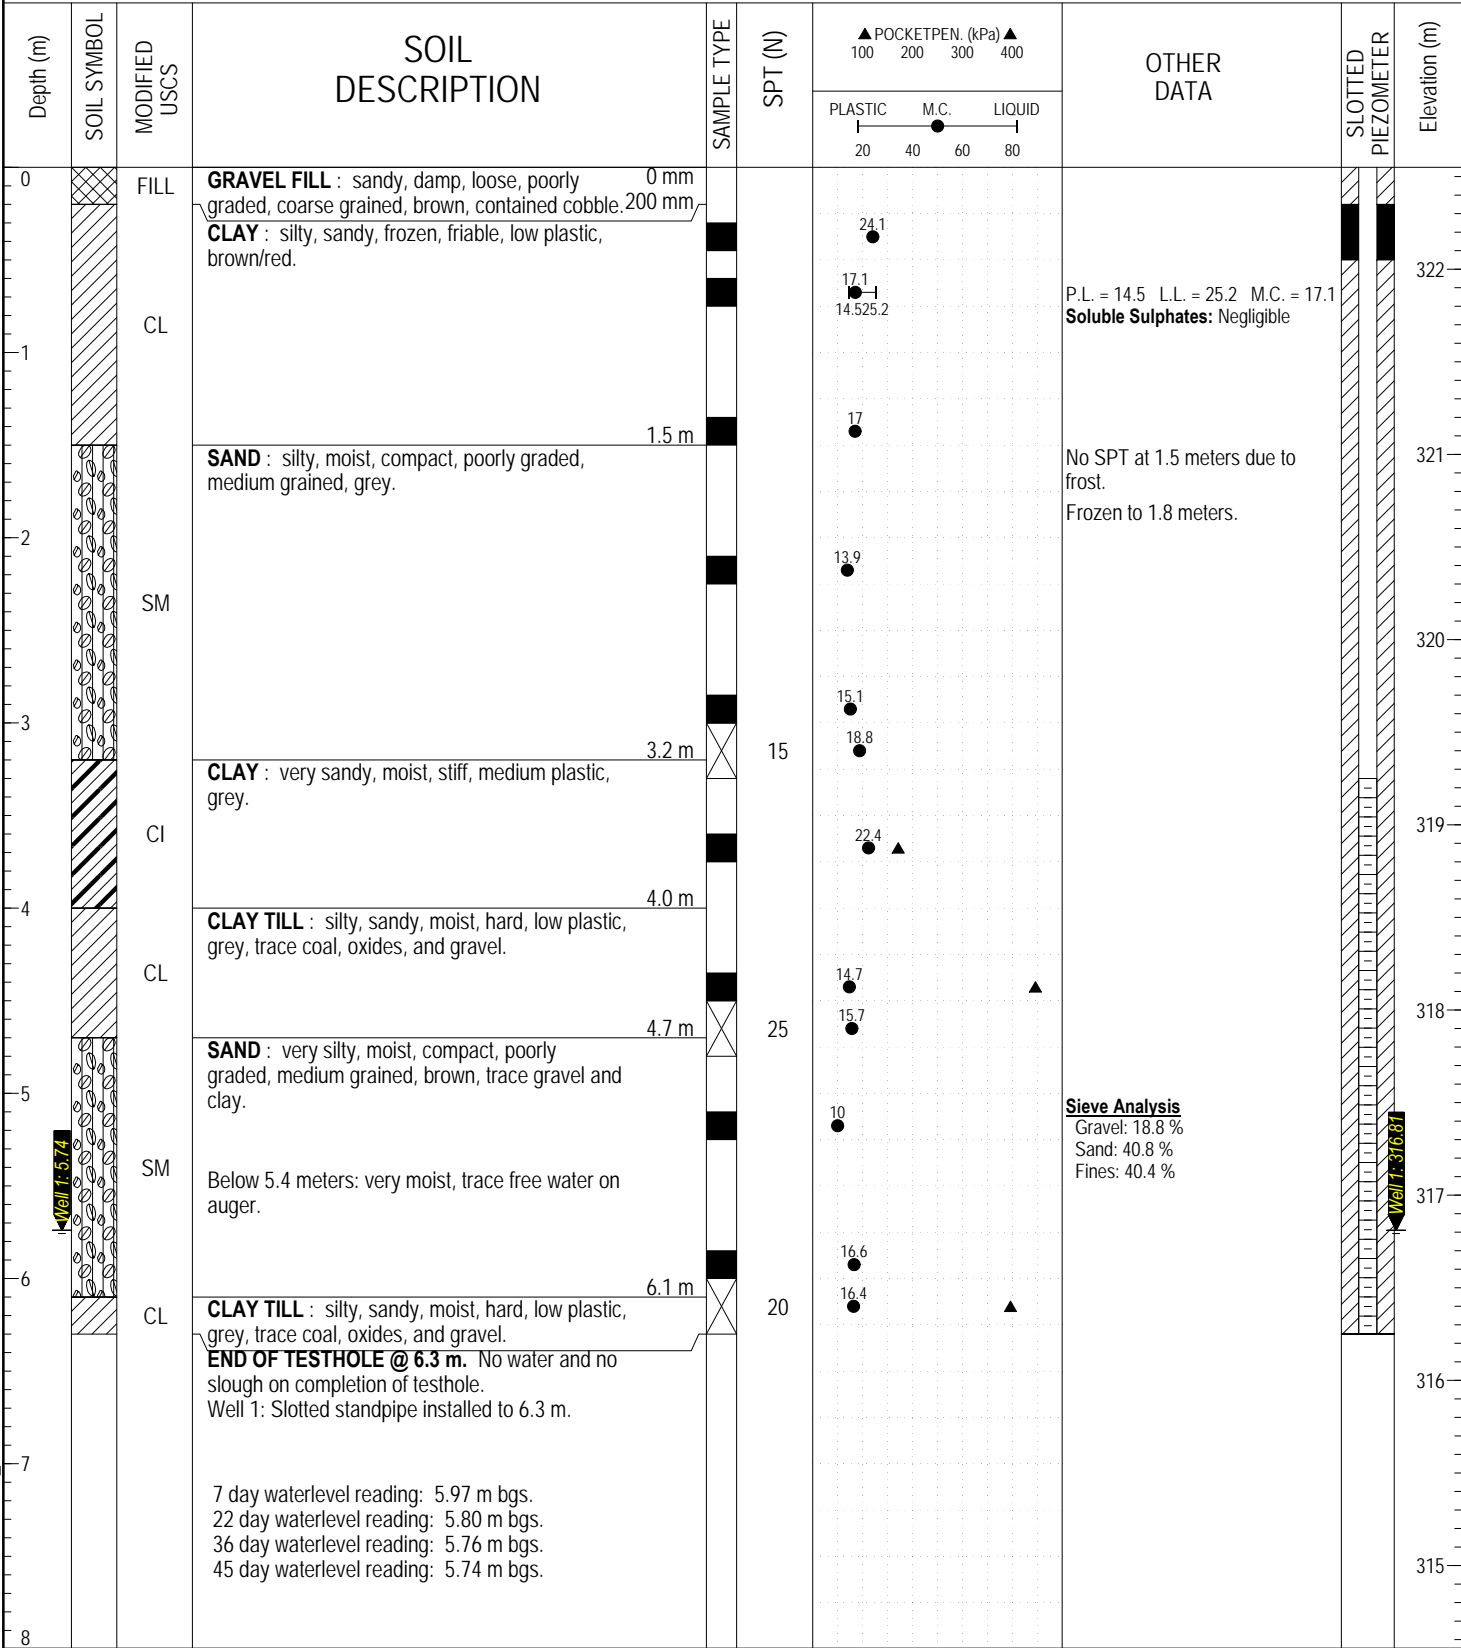 Depth (m)
SOIL SYMBOL
MODIFIED
USCS
SOIL
DESCRIPTION
SAMPLE TYPE
SPT (N)
▲ POCKETPEN. (kPa) ▲
100 200 300 400
PLASTIC M.C. LIQUID
20 40 60 80
OTHER
DATA
SLOTTED
PIEZOMETER
Elevation (m)
0
FILL
GRAVEL FILL : sandy, damp, loose, poorly
0 mm
graded, coarse grained, brown, contained cobble.
200 mm
CLAY : silty, sandy, frozen, friable, low plastic,
brown/red.
24.1
322
17.1
14.525.2
P.L. = 14.5 L.L. = 25.2 M.C. = 17.1
Soluble Sulphates: Negligible
CL
1
17
1.5 m
SAND : silty, moist, compact, poorly graded,
medium grained, grey.
321
No SPT at 1.5 meters due to
frost.
Frozen to 1.8 meters.
2
13.9
SM
320
15.1
3
3.2 m
15
18.8
CLAY : very sandy, moist, stiff, medium plastic,
grey.
CI
22.4
319
4.0 m
4
CLAY TILL : silty, sandy, moist, hard, low plastic,
grey, trace coal, oxides, and gravel.
CL
14.7
318
4.7 m
25
15.7
SAND : very silty, moist, compact, poorly
graded, medium grained, brown, trace gravel and
clay.
5
10
Sieve Analysis
Gravel: 18.8 %
Sand: 40.8 %
Fines: 40.4 %
Well 1: 5.74
SM
Below 5.4 meters: very moist, trace free water on
auger.
Well 1: 316.81
317
16.6
6
6.1 m
CL
CLAY TILL : silty, sandy, moist, hard, low plastic,
grey, trace coal, oxides, and gravel.
20
16.4
END OF TESTHOLE @ 6.3 m. No water and no
slough on completion of testhole.
Well 1: Slotted standpipe installed to 6.3 m.
316
7
7 day waterlevel reading: 5.97 m bgs.
22 day waterlevel reading: 5.80 m bgs.
36 day waterlevel reading: 5.76 m bgs.
45 day waterlevel reading: 5.74 m bgs.
315
8